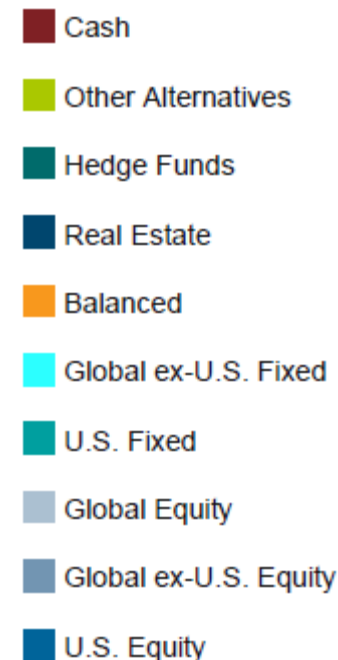 Cash
Other Alternatives
Hedge Funds
Real Estate
Balanced
Global ex-U.S. Fixed
U.S. Fixed
Global Equity
Global ex-U.S. Equity
U.S. Equity